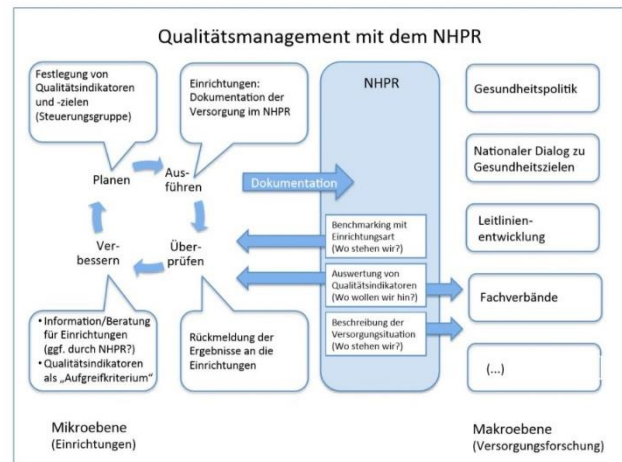 Qualitätsmanagement mit dem NHPR
Festlegung von
Qualitätsindikatoren
und -zielen
(Steuerungsgruppe)
Einrichtungen:
Dokumentation der
Versorgung im NHPR
Planen
Aus-
führen
Ver-
bessern
Über-
prüfen
• Information/Beratung
für Einrichtungen
(ggf. durch NHPR?)
• Qualitätsindikatoren
als „Aufgreifkriterium“
Rückmeldung der
Ergebnisse an die
Einrichtungen
Mikroebene
(Einrichtungen)
Dokumentation
NHPR
Benchmarking mit
Einrichtungsart
(Wo stehen wir?)
Auswertung von
Qualitätsindikatoren
(Wo wollen wir hin?)
Beschreibung der
Versorgungsituation
(Wo stehen wir?)
Gesundheitspolitik
Nationaler Dialog zu
Gesundheitszielen
Leitlinien-
entwicklung
Fachverbände
(...)
Makroebene
(Versorgungsforschung)